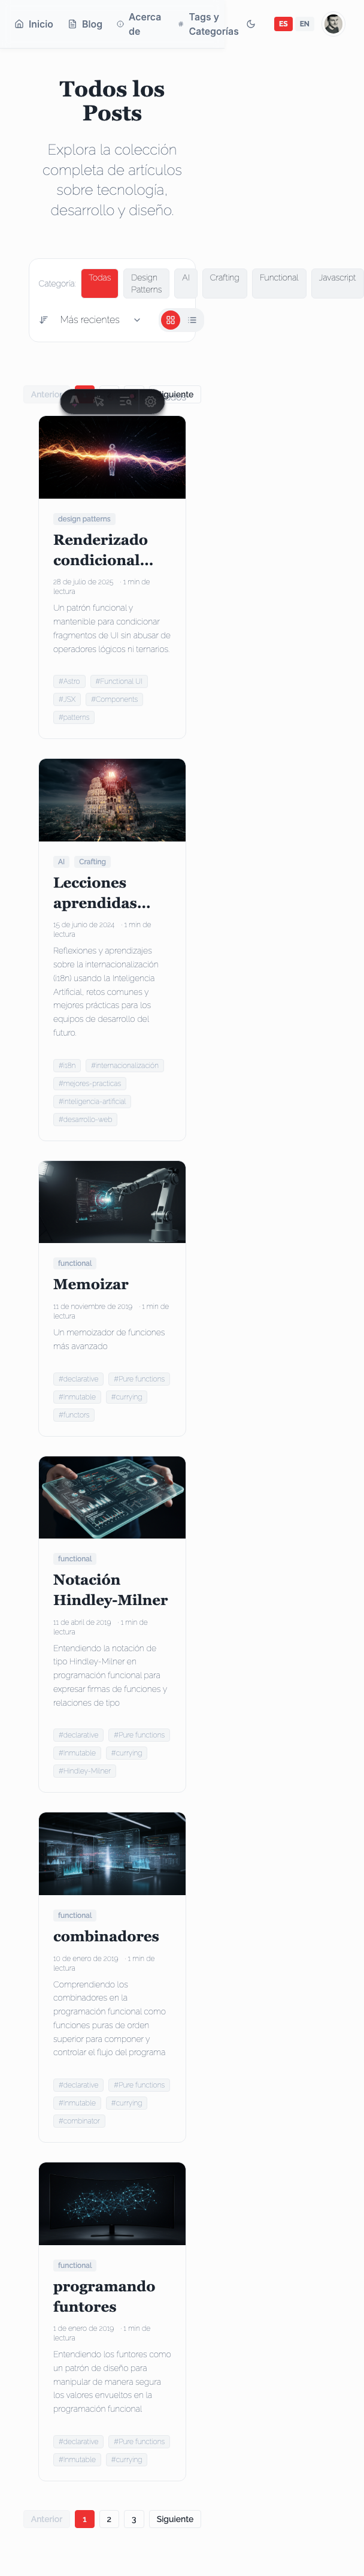 Inicio
Blog
Acerca de
Tags y Categorías
ES
EN
Todos los
Posts
Explora la colección
completa de artículos
sobre tecnología,
desarrollo y diseño.
Categoría:
Todas
Design Patterns
AI
Crafting
Functional
Javascript
Más recientes
Anterior
Siguiente
design patterns
Renderizado
condicional...
28 de julio de 2025 · 1 min de
lectura
Un patrón funcional y
mantenible para condicionar
fragmentos de UI sin abusar de
operadores lógicos ni ternarios.
#Astro #Functional UI
#JSX #Components
#patterns
AI Crafting
Lecciones
aprendidas...
15 de junio de 2024 · 1 min de
lectura
Reflexiones y aprendizajes
sobre la internacionalización
(i18n) usando la Inteligencia
Artificial, retos comunes y
mejores prácticas para los
equipos de desarrollo del
futuro.
#i18n #internacionalización
#mejores-practicas
#inteligencia-artificial
#desarrollo-web
functional
Memoizar
11 de noviembre de 2019 · 1 min de
lectura
Un memoizador de funciones
más avanzado
#declarative #Pure functions
#Inmutable #currying
#functors
functional
Notación
Hindley-Milner
11 de abril de 2019 · 1 min de
lectura
Entendiendo la notación de
tipo Hindley-Milner en
programación funcional para
expresar firmas de funciones y
relaciones de tipo
#declarative #Pure functions
#Inmutable #currying
#Hindley-Milner
functional
combinadores
10 de enero de 2019 · 1 min de
lectura
Comprendiendo los
combinadores en la
programación funcional como
funciones puras de orden
superior para componer y
controlar el flujo del programa
#declarative #Pure functions
#Inmutable #currying
#combinator
functional
programando
funtores
1 de enero de 2019 · 1 min de
lectura
Entendiendo los funtores como
un patrón de diseño para
manipular de manera segura
los valores envueltos en la
programación funcional
#declarative #Pure functions
#Inmutable #currying
Anterior 1 2 3 Siguiente